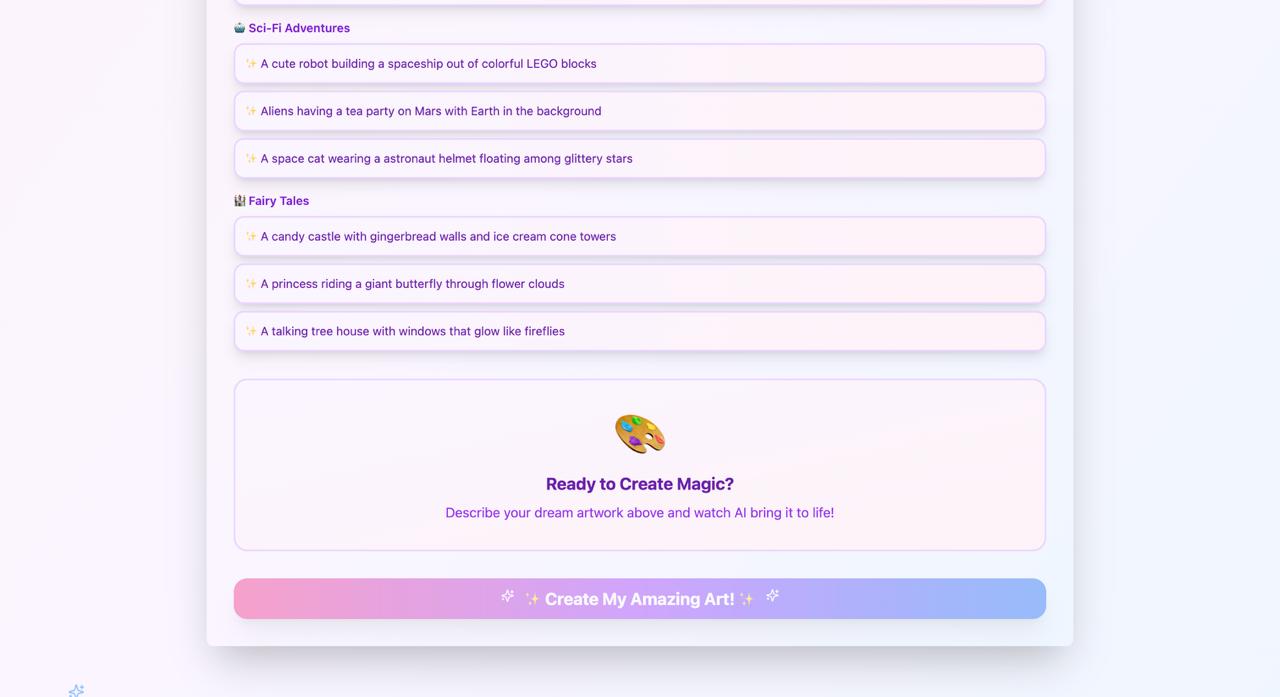 🤖 Sci-Fi Adventures
✨ A cute robot building a spaceship out of colorful LEGO blocks
✨ Aliens having a tea party on Mars with Earth in the background
✨ A space cat wearing a astronaut helmet floating among glittery stars
🏰 Fairy Tales
✨ A candy castle with gingerbread walls and ice cream cone towers
✨ A princess riding a giant butterfly through flower clouds
✨ A talking tree house with windows that glow like fireflies
🎨
Ready to Create Magic?
Describe your dream artwork above and watch AI bring it to life!
✨ Create My Amazing Art! ✨